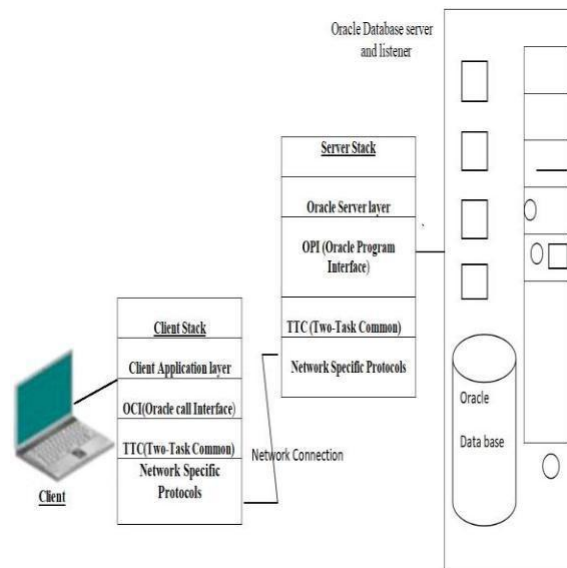 Oracle Database server
and listener
Server Stack
Oracle Server layer
OPI (Oracle Program
Interface)
TTC (Two-Task Common)
Network Specific Protocols
Client Stack
Client Application layer
OCI(Oracle call Interface)
TTC(Two-Task Common)
Network Specific
Protocols
Client
Network Connection
Oracle
Data base